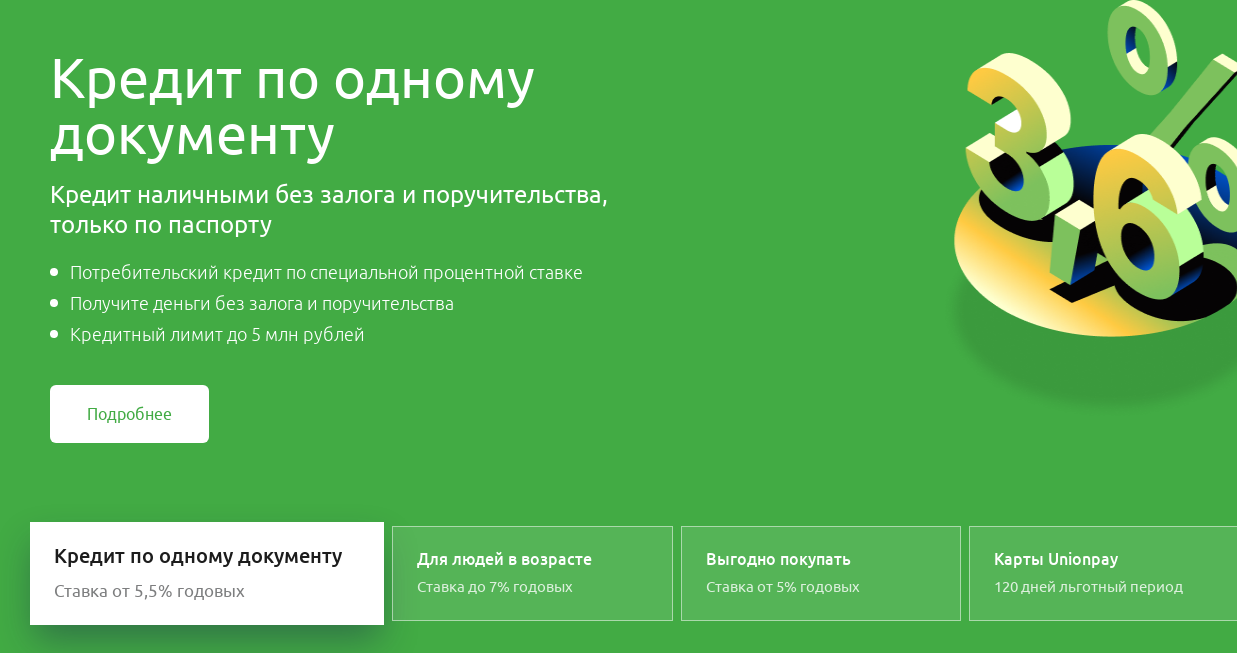 Кредит по одному
документу
Кредит наличными без залога и поручительства,
только по паспорту
Потребительский кредит по специальной процентной ставке
Получите деньги без залога и поручительства
Кредитный лимит до 5 млн рублей
Подробнее
3,6%
Кредит по одному документу
Ставка от 5,5% годовых
Для людей в возрасте
Ставка до 7% годовых
Выгодно покупать
Ставка от 5% годовых
Карты Unionpay
120 дней льготный период